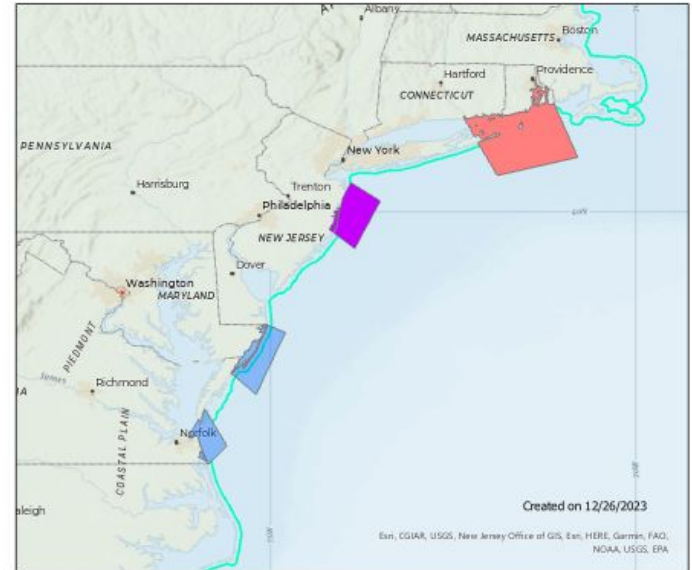 Albany
MASSACHUSETTS
Boston
Hartford
Providence
CONNECTICUT
PENNSYLVANIA
New York
Harrisburg
Trenton
Philadelphia
NEW JERSEY
Dover
Washington
MARYLAND
PIEDMONT
James
Richmond
IA
COASTAL PLAIN
Norfolk
aleigh
Created on 12/26/2023
Esri, CGIAR, USGS, New Jersey Office of GIS, Esri, HERE, Garmin, FAO,
NOAA, USGS, EPA